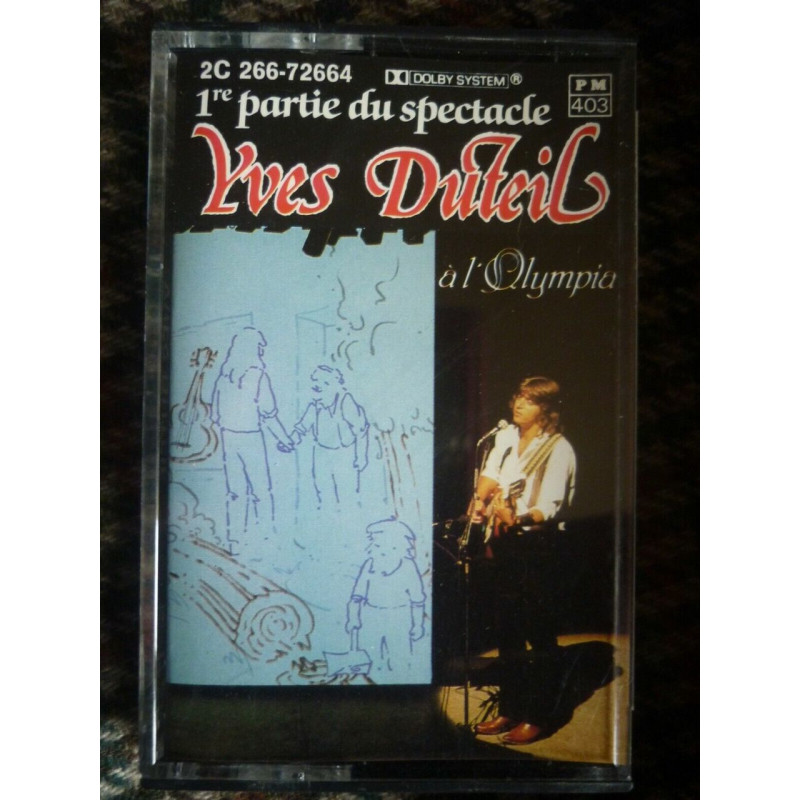 2C 266-72664 DOLBY SYSTEM® PM
403
1re partie du spectacle
Yves Duteil
à l'Olympia